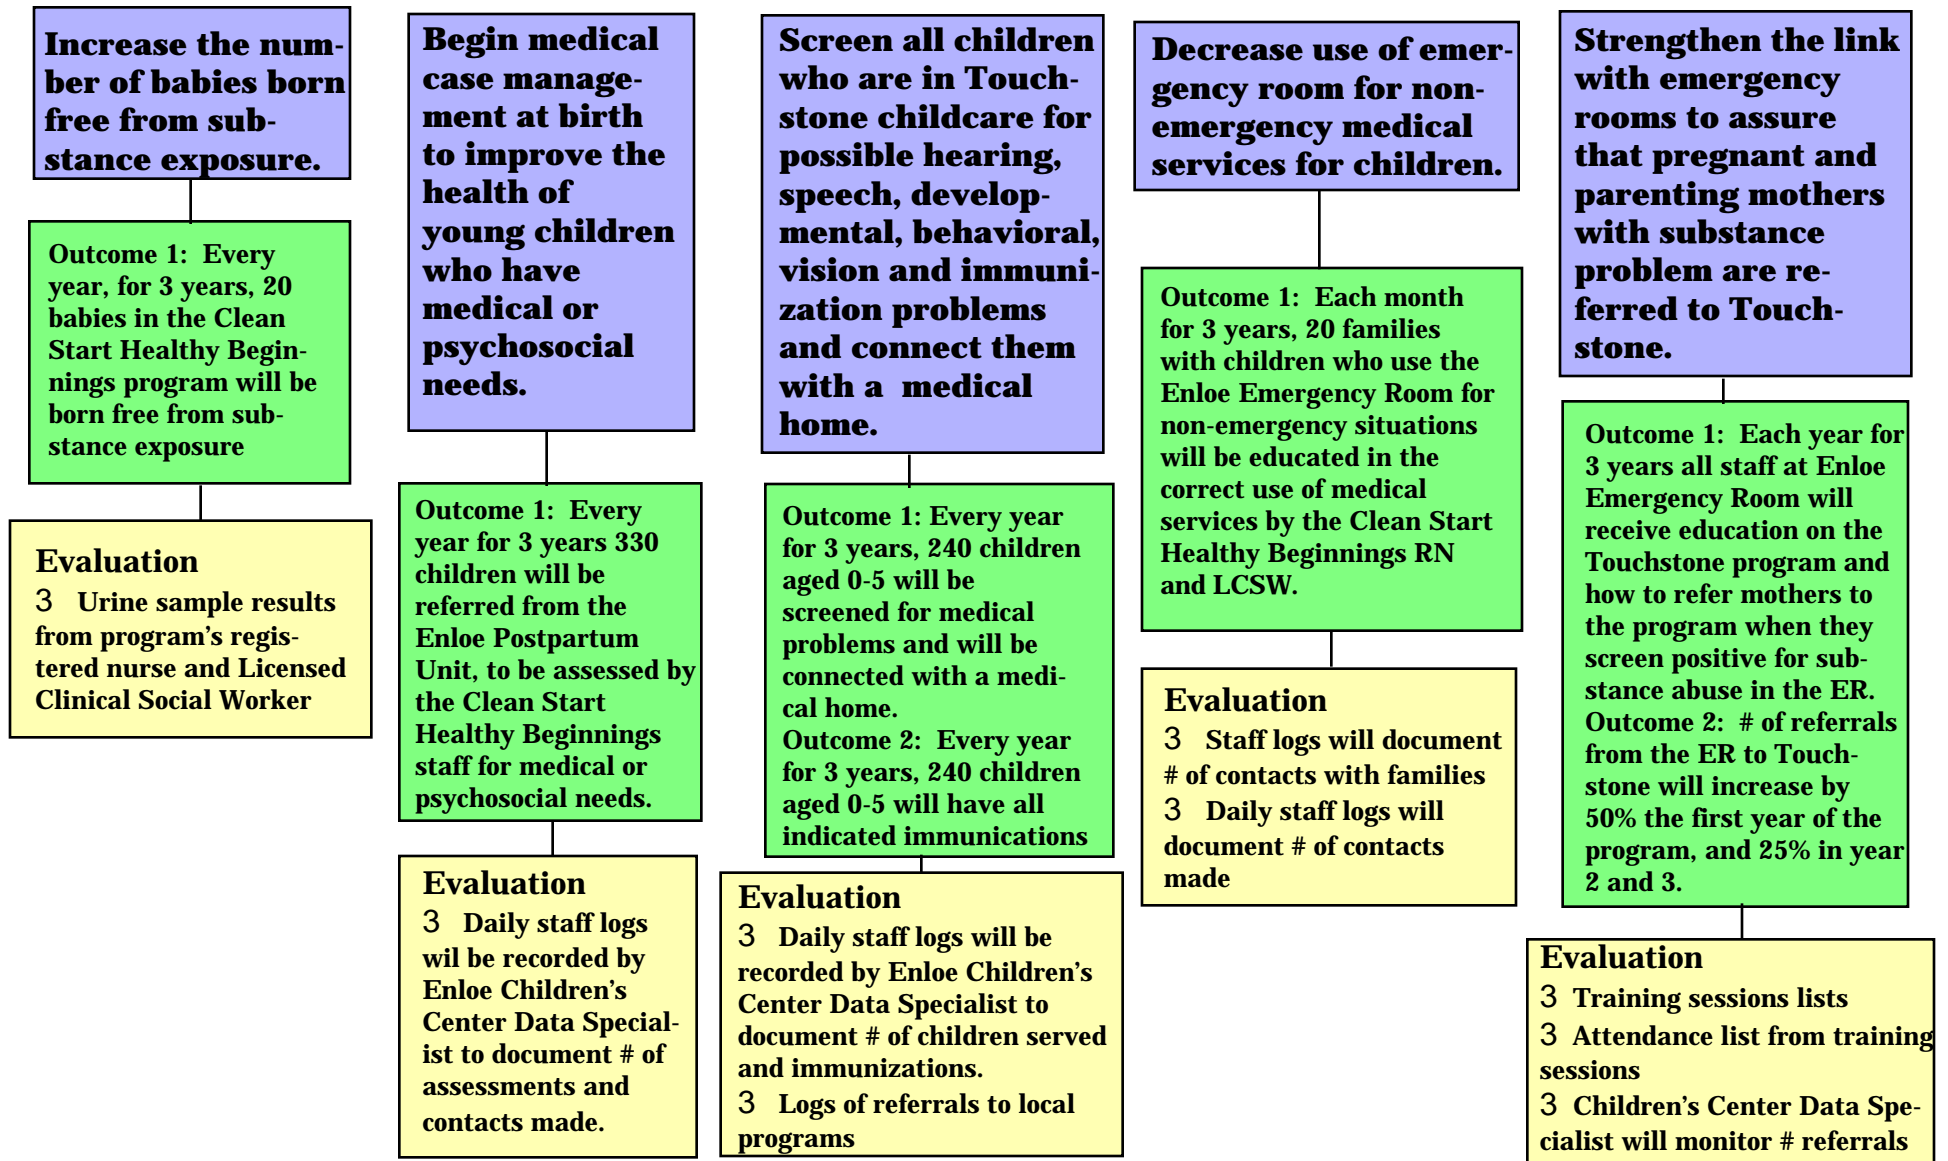 Increase the num-
ber of babies born
free from sub-
stance exposure.
Outcome 1: Every
year, for 3 years, 20
babies in the Clean
Start Healthy Begin-
nings program will be
born free from sub-
stance exposure
Evaluation
3 Urine sample results
from program's regis-
tered nurse and Licensed
Clinical Social Worker
Begin medical
case manage-
ment at birth
to improve the
health of
young children
who have
medical or
psychosocial
needs.
Outcome 1: Every
year for 3 years 330
children will be
referred from the
Enloe Postpartum
Unit, to be assessed by
the Clean Start
Healthy Beginnings
staff for medical or
psychosocial needs.
Evaluation
3 Daily staff logs
wil be recorded by
Enloe Children's
Center Data Special-
ist to document # of
assessments and
contacts made.
Screen all children
who are in Touch-
stone childcare for
possible hearing,
speech, develop-
mental, behavioral,
vision and immuni-
zation problems
and connect them
with a medical
home.
Outcome 1: Every year
for 3 years, 240 children
aged 0-5 will be
screened for medical
problems and will be
connected with a medi-
cal home.
Outcome 2: Every year
for 3 years, 240 children
aged 0-5 will have all
indicated immunications
Evaluation
3 Daily staff logs will be
recorded by Enloe Children's
Center Data Specialist to
document # of children served
and immunizations.
3 Logs of referrals to local
programs
Decrease use of emer-
gency room for non-
emergency medical
services for children.
Outcome 1: Each month
for 3 years, 20 families
with children who use the
Enloe Emergency Room for
non-emergency situations
will be educated in the
correct use of medical
services by the Clean Start
Healthy Beginnings RN
and LCSW.
Evaluation
3 Staff logs will document
# of contacts with families
3 Daily staff logs will
document # of contacts
made
Strengthen the link
with emergency
rooms to assure
that pregnant and
parenting mothers
with substance
problem are re-
ferred to Touch-
stone.
Outcome 1: Each year for
3 years all staff at Enloe
Emergency Room will
receive education on the
Touchstone program and
how to refer mothers to
the program when they
screen positive for sub-
stance abuse in the ER.
Outcome 2: # of referrals
from the ER to Touch-
stone will increase by
50% the first year of the
program, and 25% in year
2 and 3.
Evaluation
3 Training sessions lists
3 Attendance list from training
sessions
3 Children's Center Data Spe-
cialist will monitor # referrals